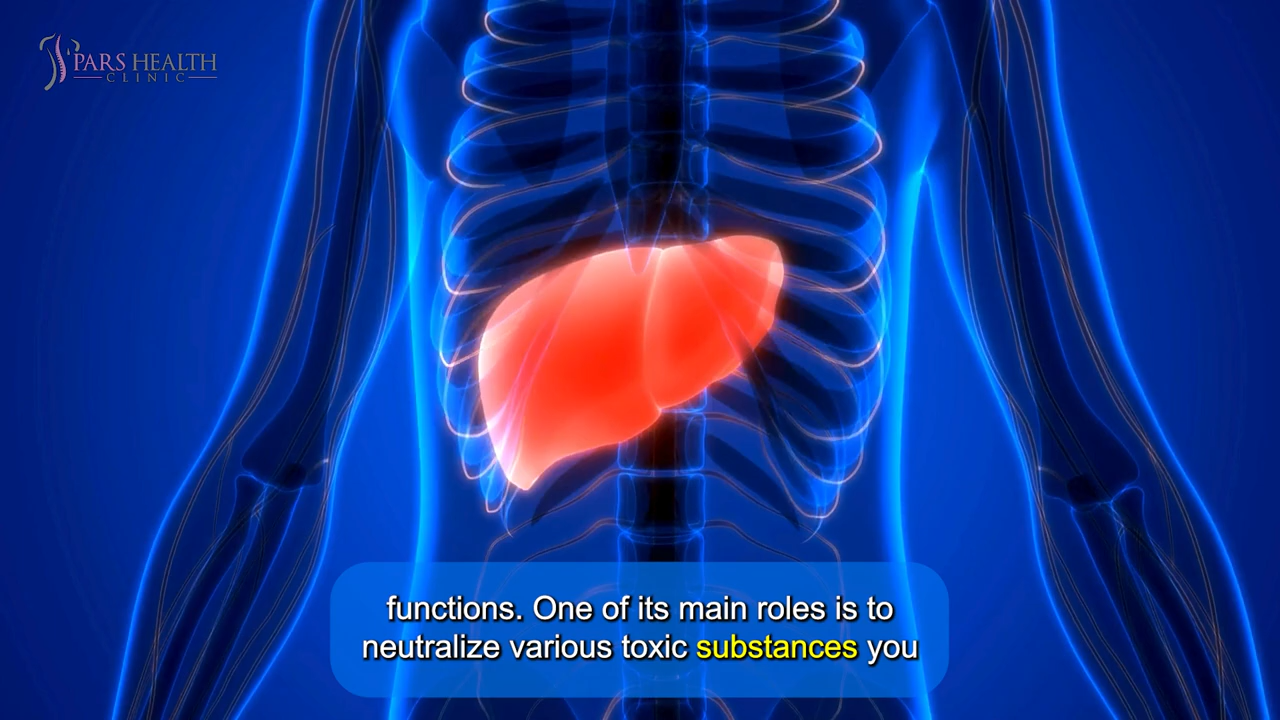 PARS HEALTH
CLINIC
functions. One of its main roles is to
neutralize various toxic substances you